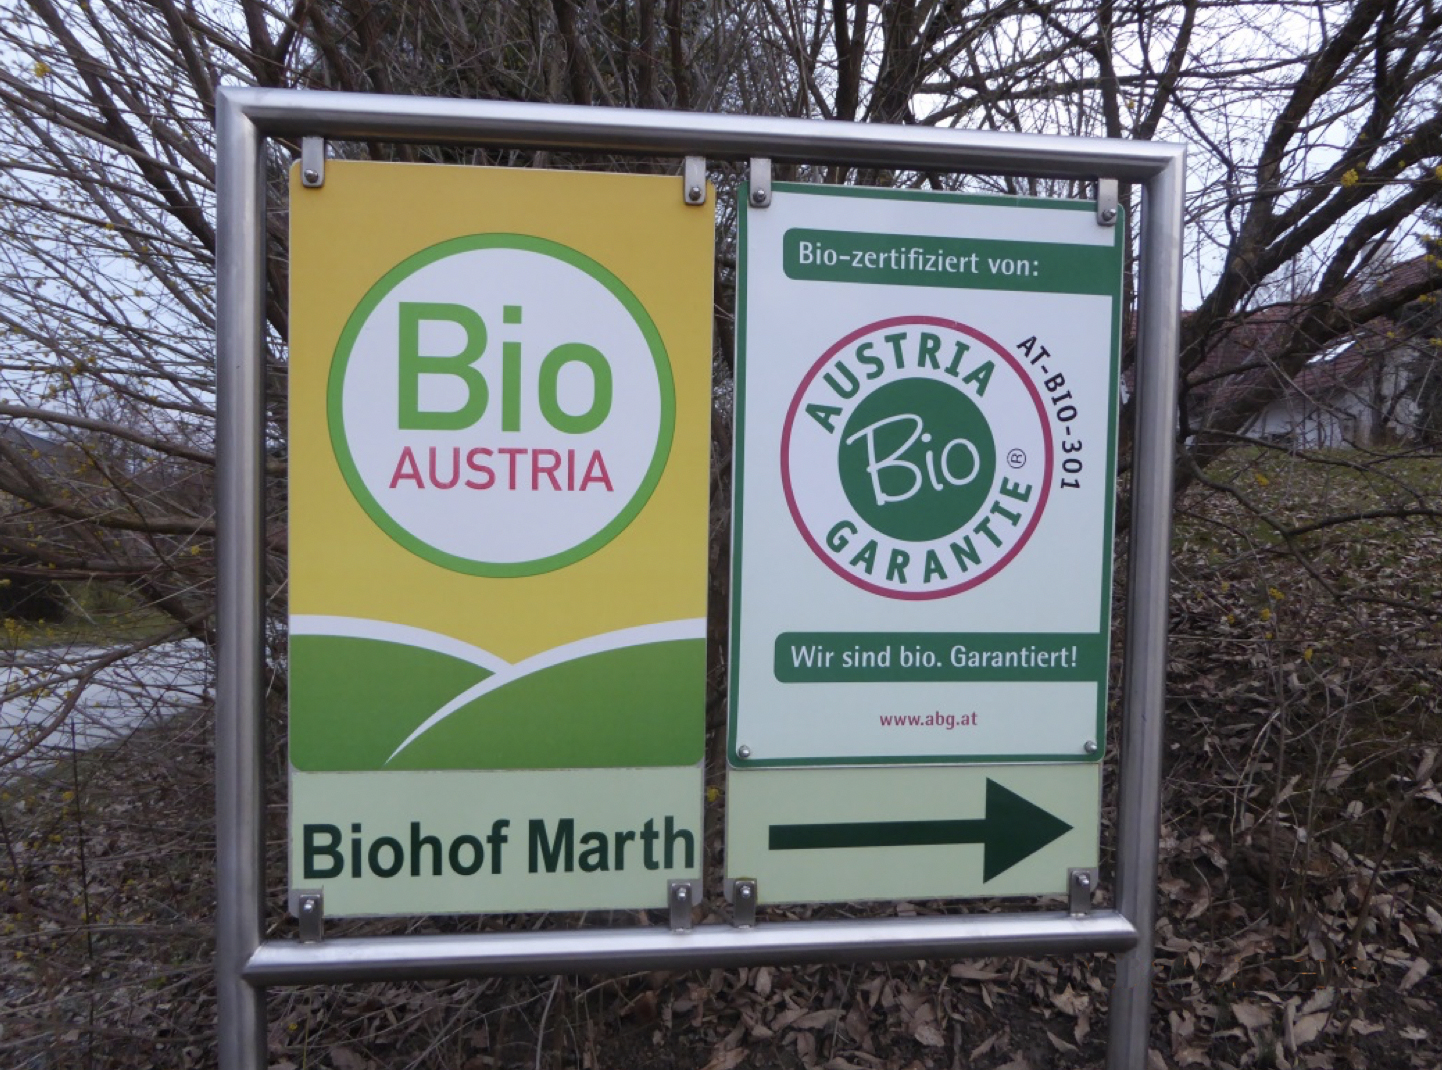 Bio
AUSTRIA
Biohof Marth
Bio-zertifiziert von:
AUSTRIA
Bio
GARANTIE ®
AT-BIO-301
Wir sind bio. Garantiert!
www.abg.at